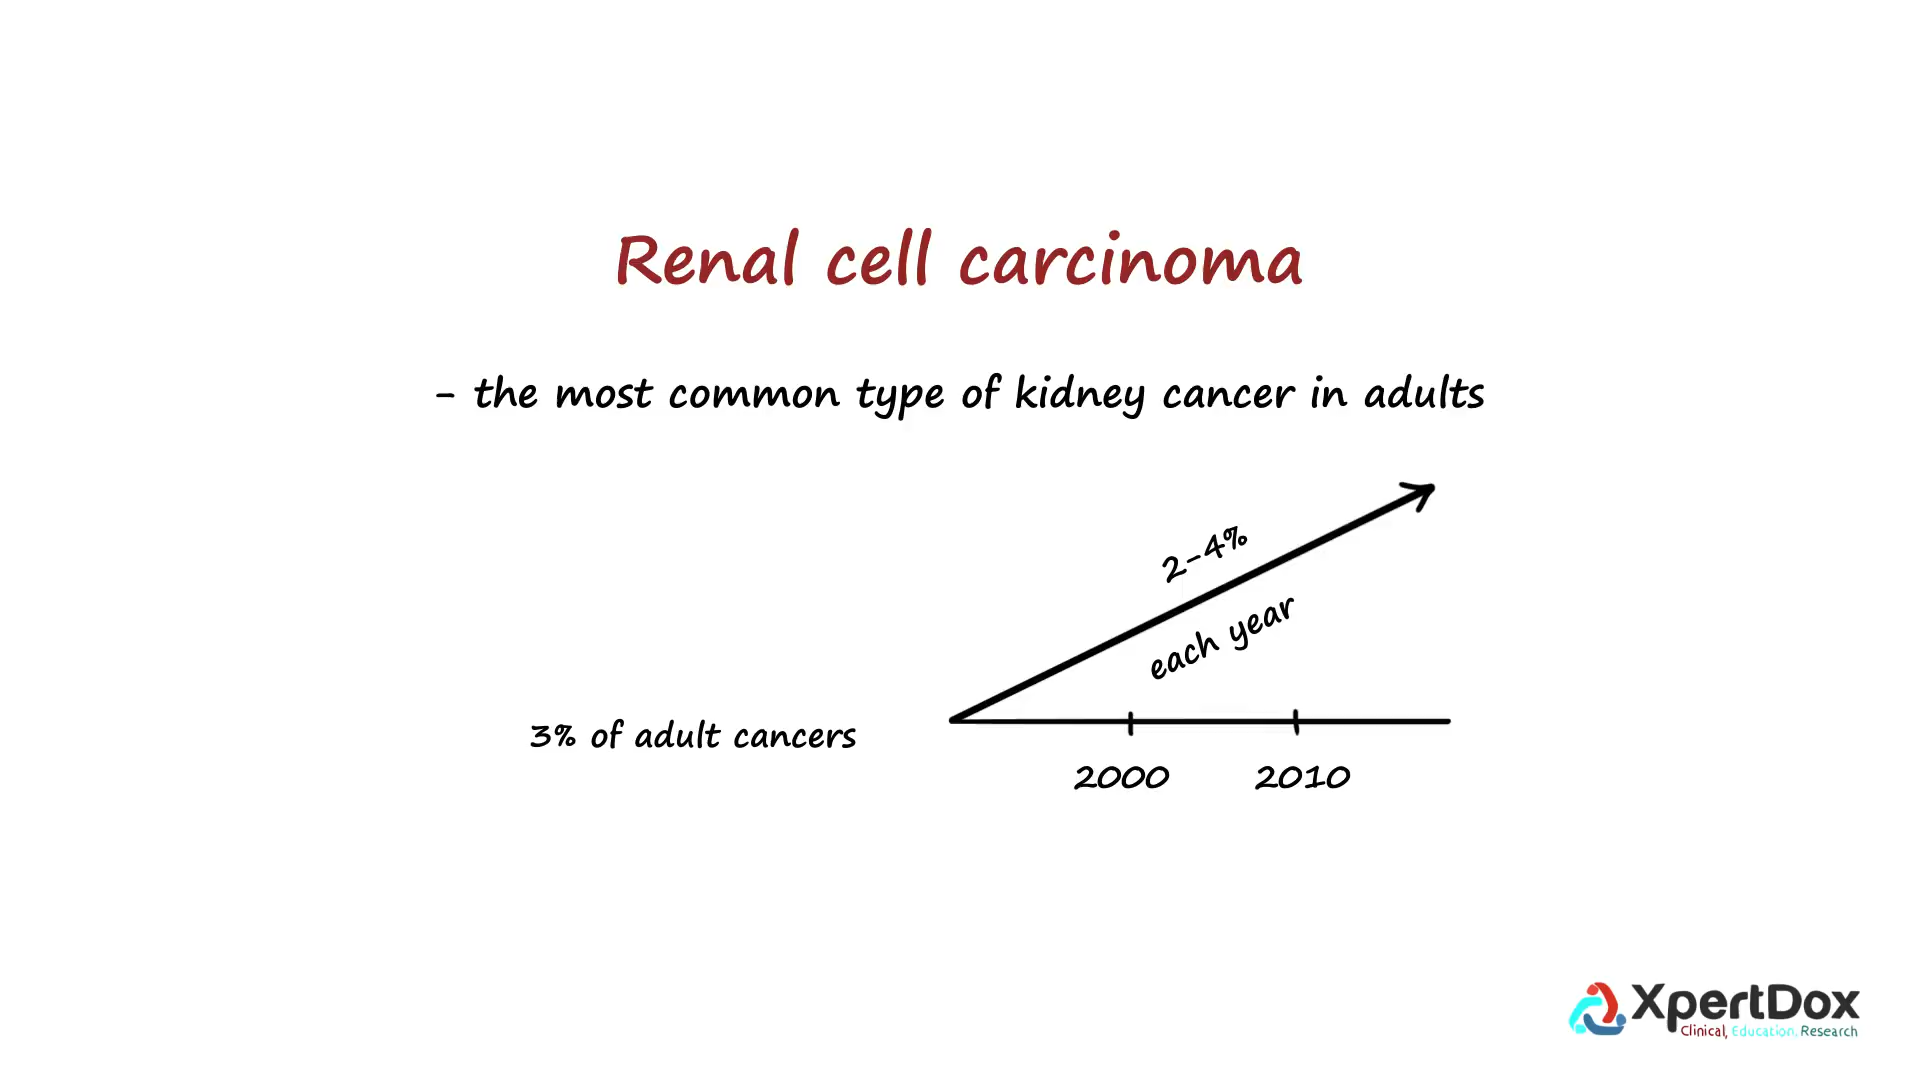 Renal cell carcinoma
- the most common type of kidney cancer in adults
2-4%
each year
3% of adult cancers
2000 2010
XpertDox
Clinical, Education, Research